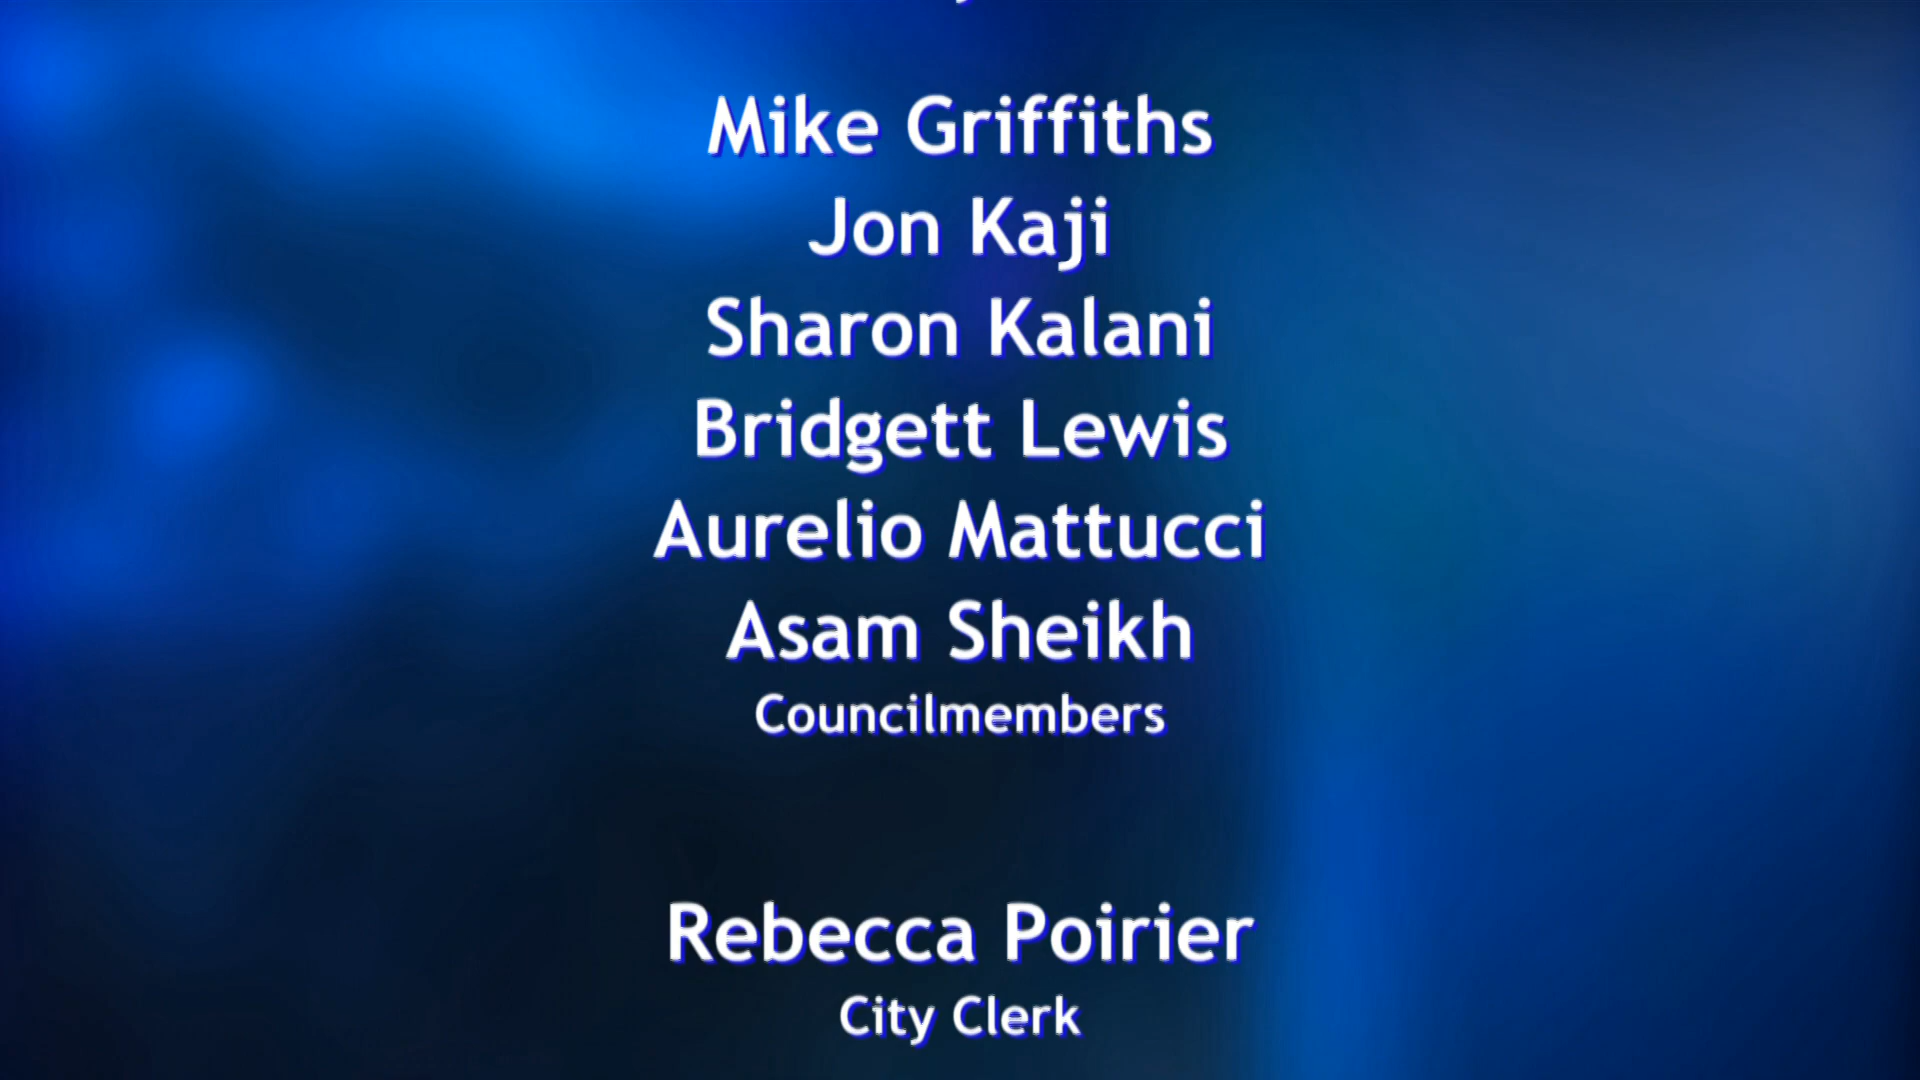 Mike Griffiths
Jon Kaji
Sharon Kalani
Bridgett Lewis
Aurelio Mattucci
Asam Sheikh
Councilmembers
Rebecca Poirier
City Clerk